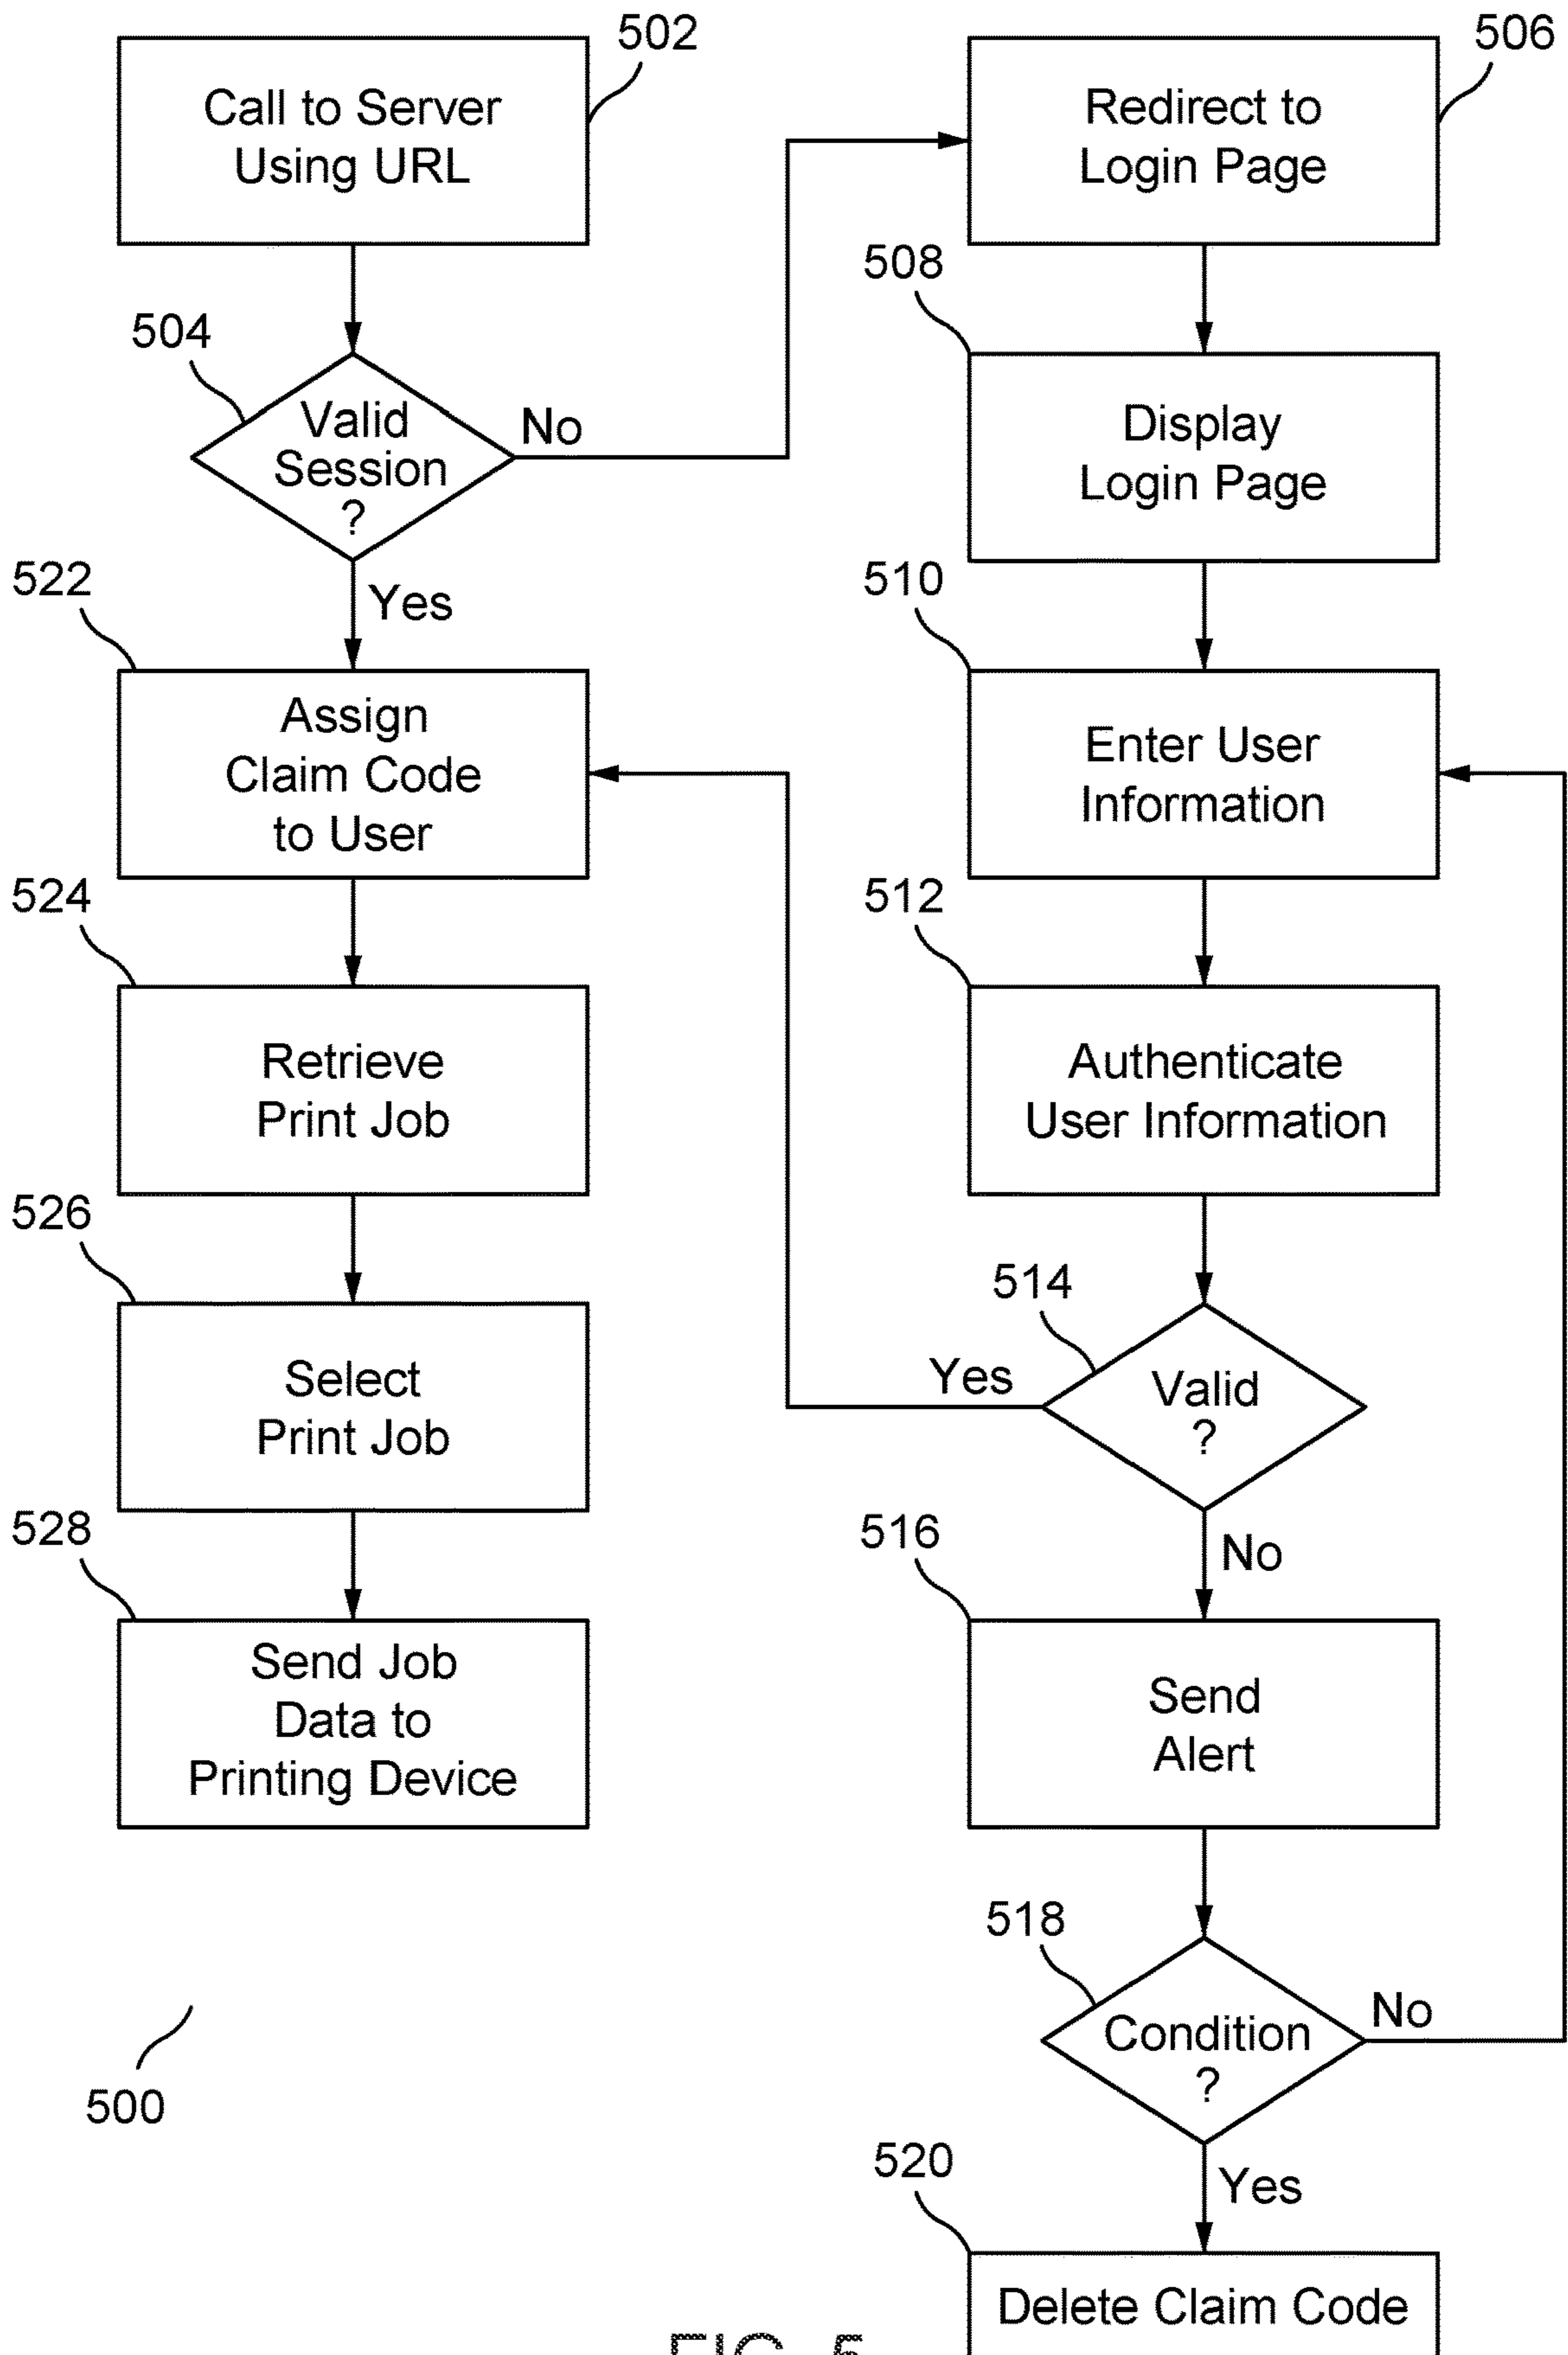 502
Call to Server
Using URL
504
Valid
Session
?
No
Yes
506
Redirect to
Login Page
508
Display
Login Page
510
Enter User
Information
512
Authenticate
User Information
514
Valid
?
Yes
No
516
Send
Alert
518
Condition
?
No
Yes
520
Delete Claim Code
522
Assign
Claim Code
to User
524
Retrieve
Print Job
526
Select
Print Job
528
Send Job
Data to
Printing Device
500
FIG. 5